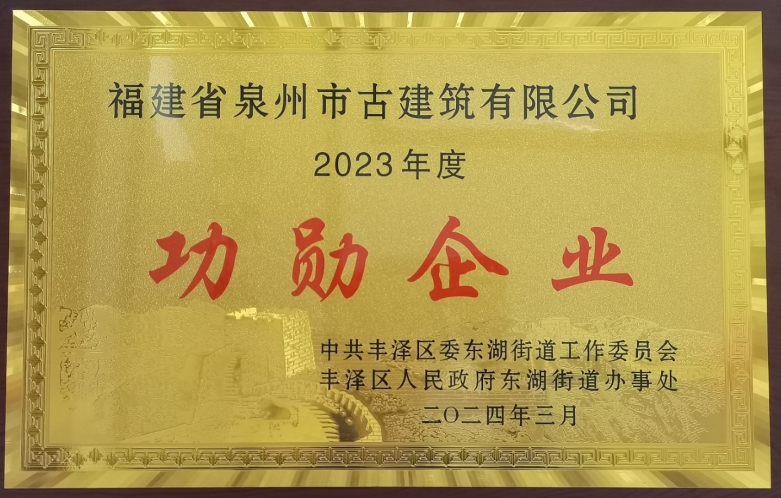 福建省泉州市古建筑有限公司
2023年度
功勋企业
中共丰泽区委东湖街道工作委员会
丰泽区人民政府东湖街道办事处
二〇二四年三月